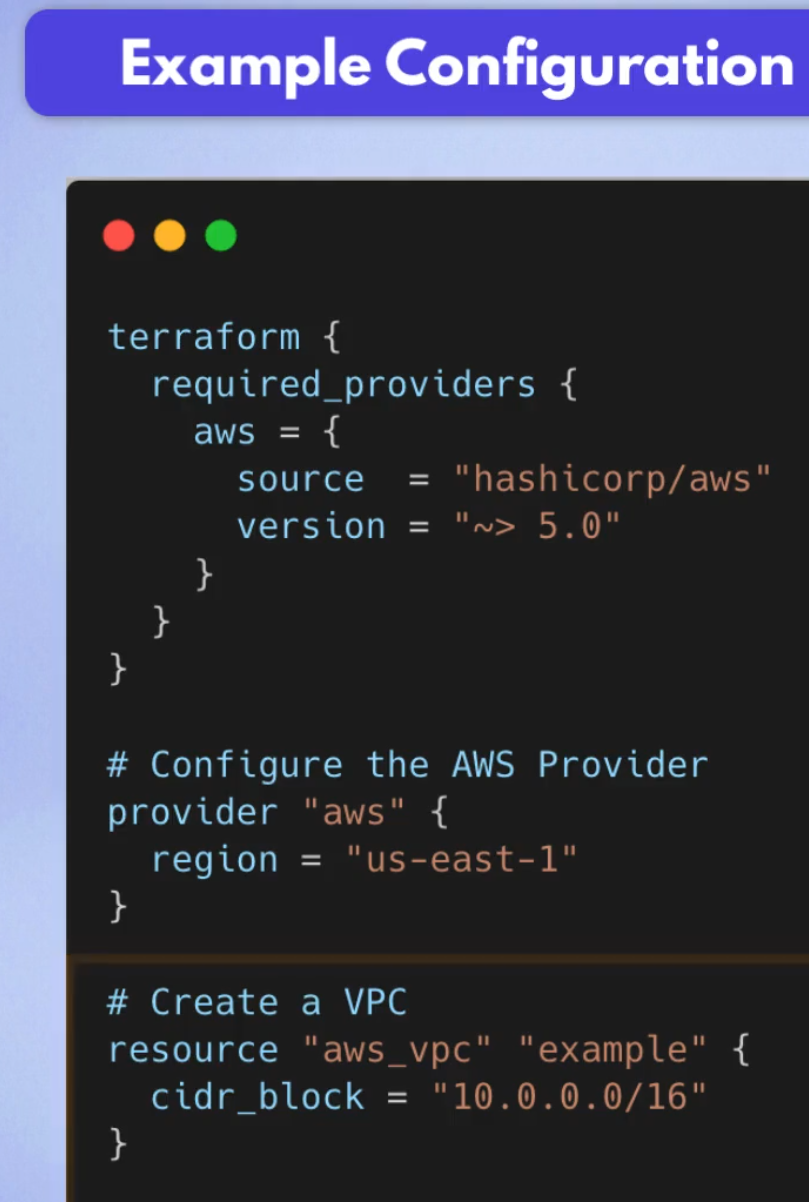 Example Configuration
terraform {
  required_providers {
    aws = {
      source  = "hashicorp/aws"
      version = "~> 5.0"
    }
  }
}
# Configure the AWS Provider
provider "aws" {
  region = "us-east-1"
}
# Create a VPC
resource "aws_vpc" "example" {
  cidr_block = "10.0.0.0/16"
}